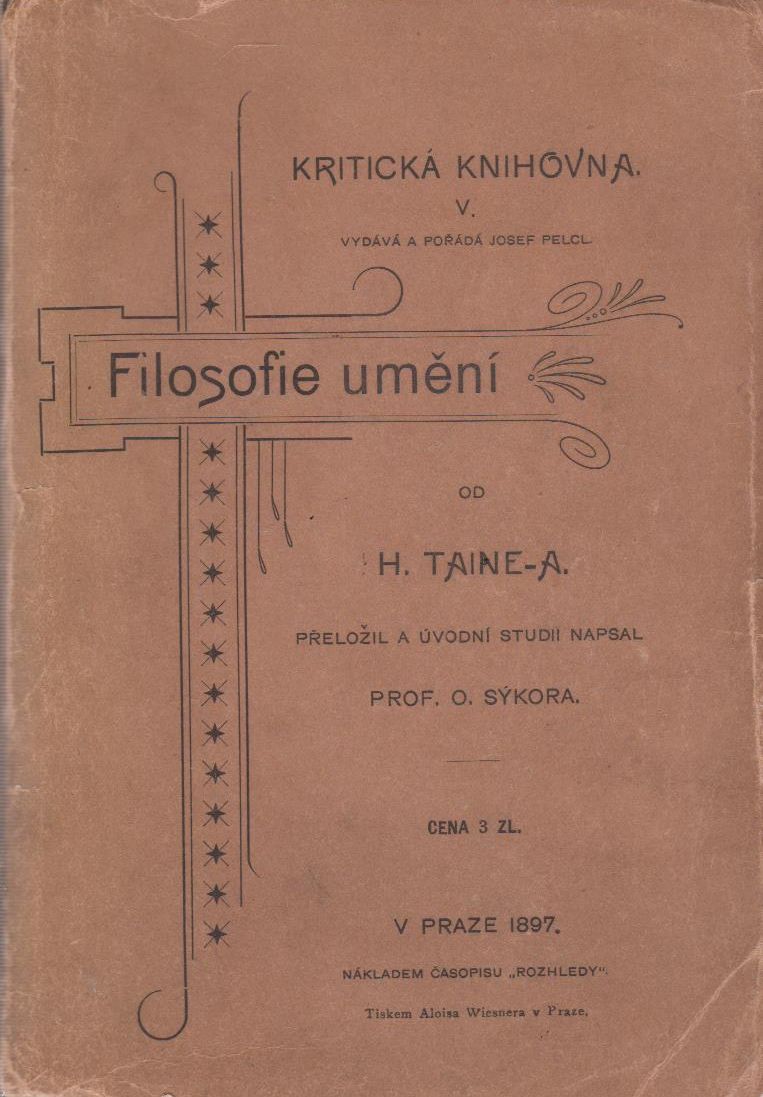 KRITICKÁ KNIHOVNA.
V.
VYDÁVÁ A POŘÁDÁ JOSEF PELCL.
Filosofie umění
OD
H. TAINE-A.
PŘELOŽIL A ÚVODNÍ STUDII NAPSAL
PROF. O. SÝKORA.
CENA 3 ZL.
V PRAZE 1897.
NÁKLADEM ČASOPISU „ROZHLEDY“.
Tiskem Aloisa Wiesnera v Praze.